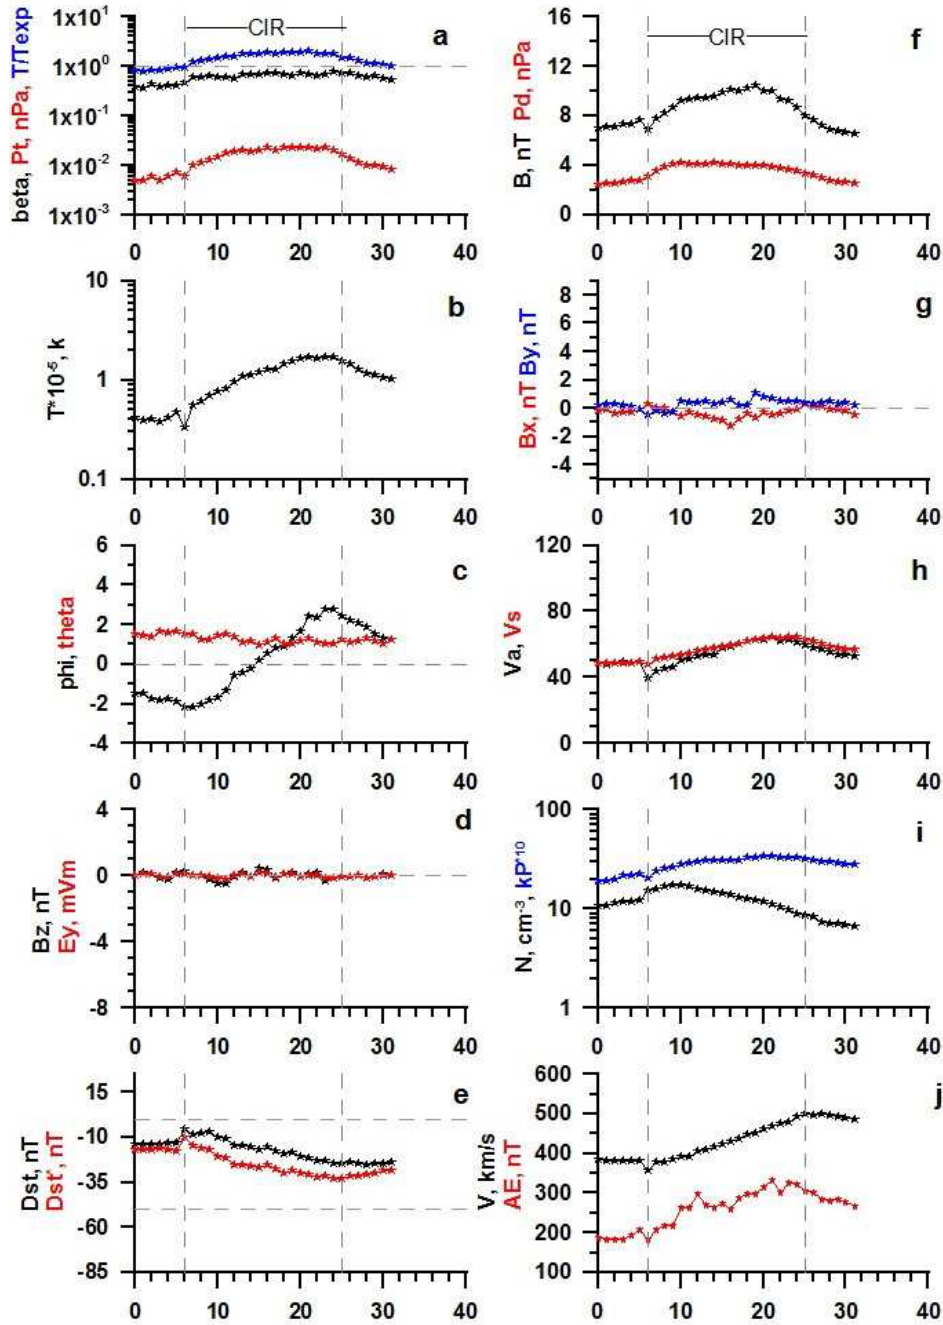 a
CIR
beta, Pt, nPa, T/Texp
1x10¹
1x10⁰
1x10⁻¹
1x10⁻²
1x10⁻³
0 10 20 30 40
f
CIR
B, nT Pd, nPa
16
12
8
4
0
0 10 20 30 40
b
T*10⁻⁵, k
10
1
0.1
0 10 20 30 40
g
Bx, nT By, nT
8
6
4
2
0
-2
-4
0 10 20 30 40
c
phi, theta
6
4
2
0
-2
-4
0 10 20 30 40
h
Va, Vs
120
80
40
0
0 10 20 30 40
d
Bz, nT
Ey, mVm
4
0
-4
-8
0 10 20 30 40
i
N, cm⁻³, kP*10
100
10
1
0 10 20 30 40
e
Dst, nT
Dst*, nT
15
-10
-35
-60
-85
0 10 20 30 40
j
V, km/s
AE, nT
600
500
400
300
200
100
0 10 20 30 40